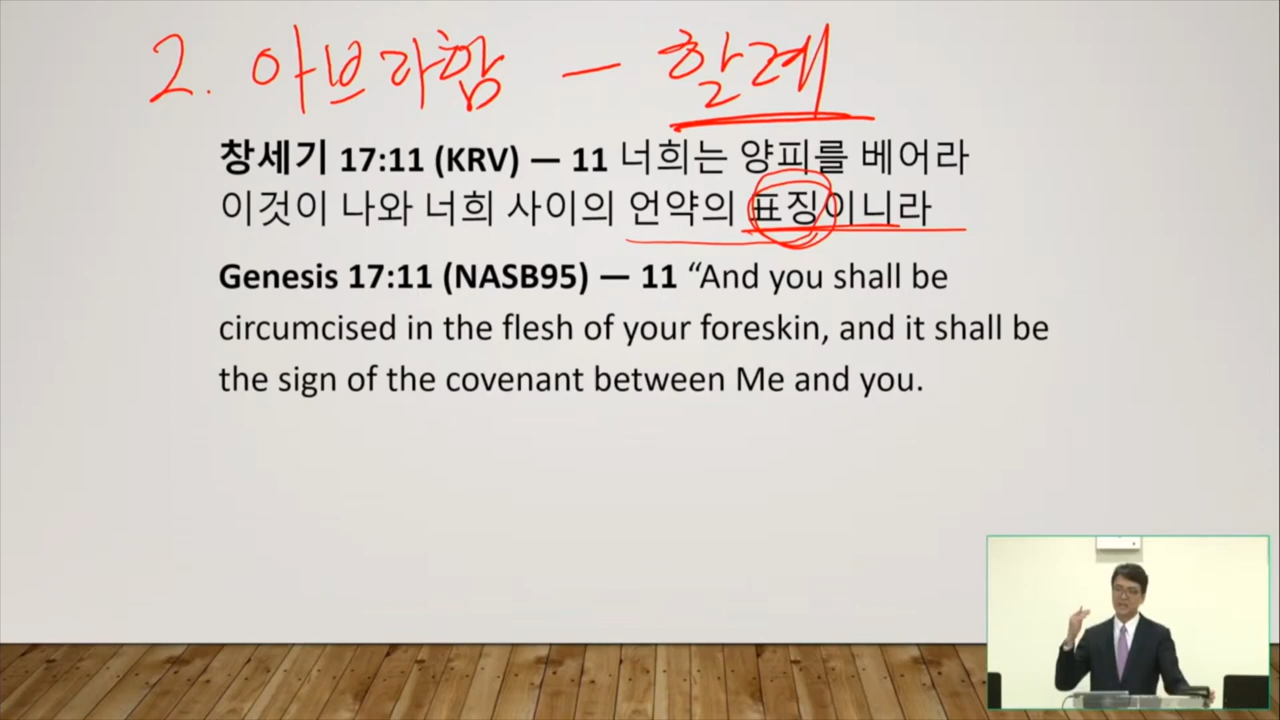 2. 아브라함 - 할례
창세기 17:11 (KRV) — 11 너희는 양피를 베어라
이것이 나와 너희 사이의 언약의 표징이니라
Genesis 17:11 (NASB95) — 11 “And you shall be
circumcised in the flesh of your foreskin, and it shall be
the sign of the covenant between Me and you.